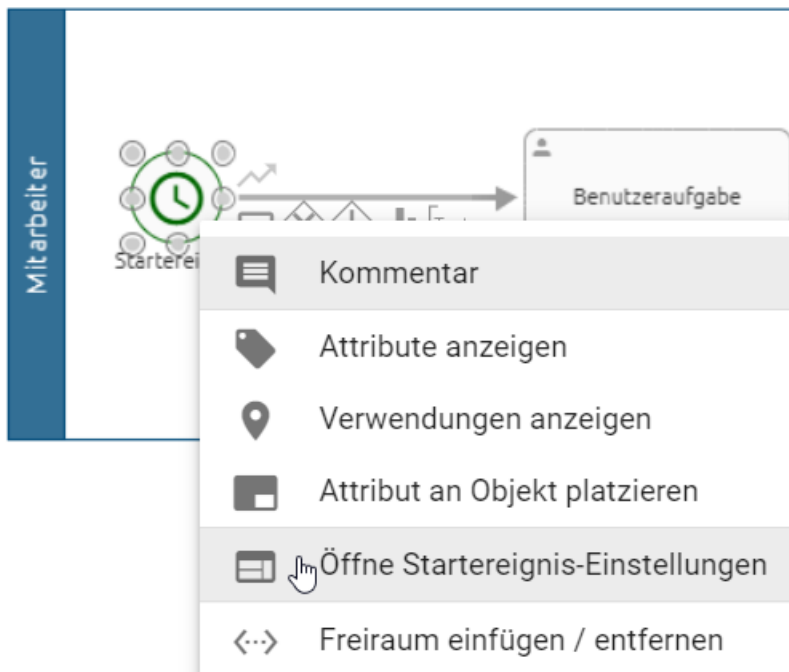 Mitarbeiter
Benutzeraufgabe
Kommentar
Attribute anzeigen
Verwendungen anzeigen
Attribut an Objekt platzieren
Öffne Startereignis-Einstellungen
Freiraum einfügen / entfernen